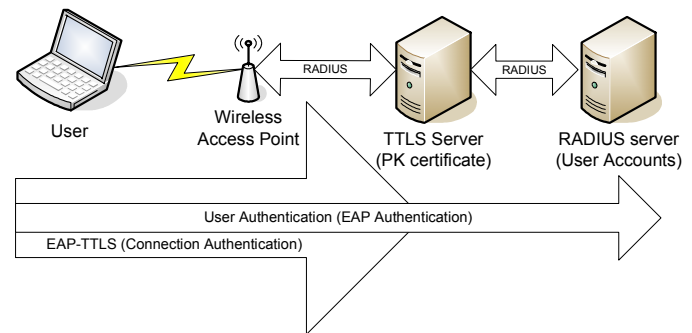 RADIUS
RADIUS
User
Wireless
Access Point
TTLS Server
(PK certificate)
RADIUS server
(User Accounts)
User Authentication (EAP Authentication)
EAP-TTLS (Connection Authentication)